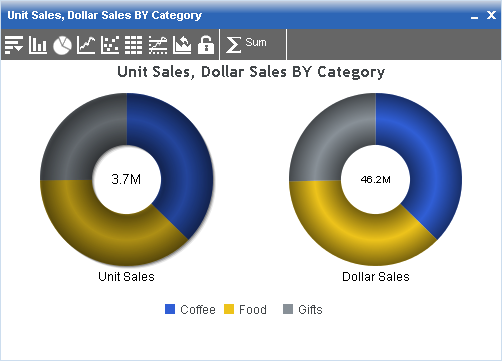 Unit Sales, Dollar Sales BY Category
Sum
Unit Sales, Dollar Sales BY Category
3.7M
46.2M
Unit Sales
Dollar Sales
Coffee
Food
Gifts